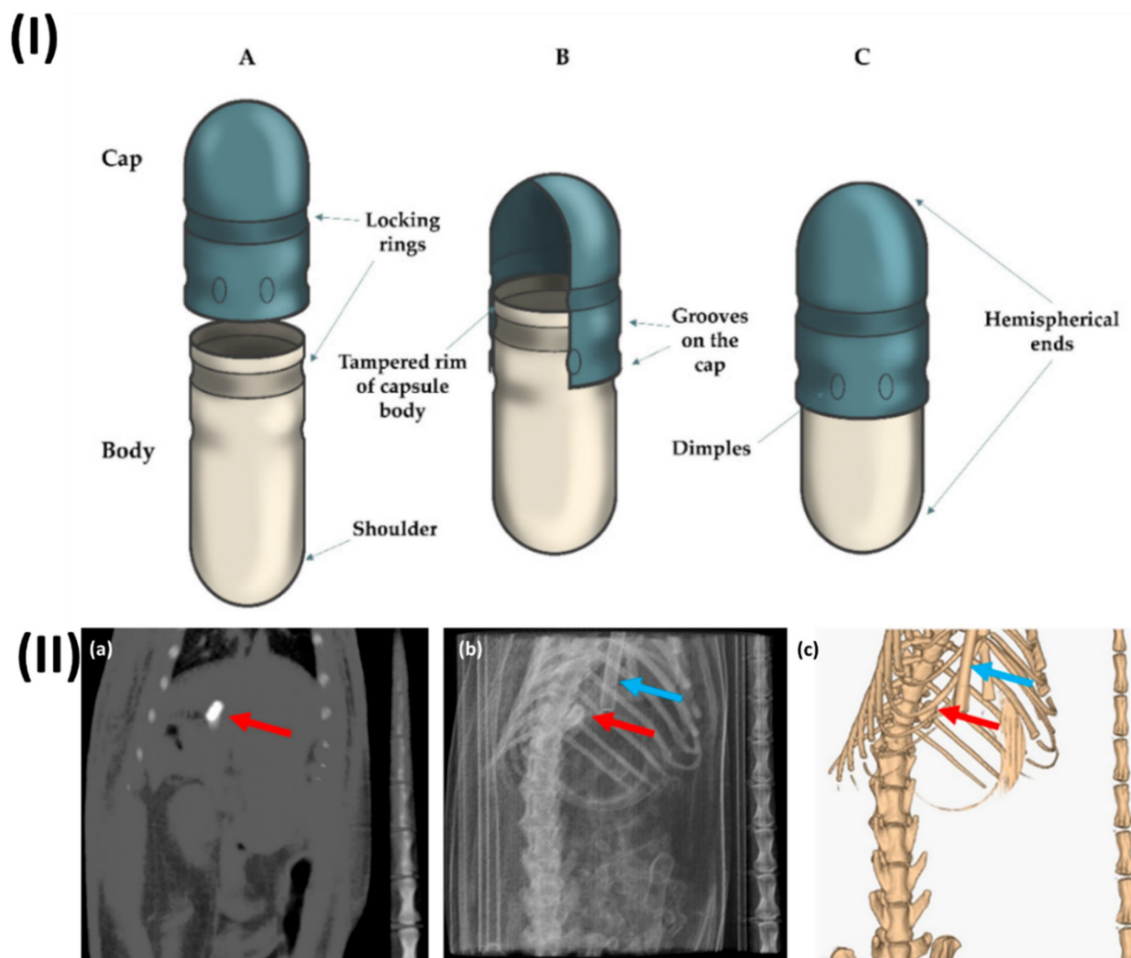 (I)
A
B
C
Cap
Locking
rings
Tampered rim
of capsule
body
Grooves
on the
cap
Hemispherical
ends
Body
Dimples
Shoulder
(II)
(a)
(b)
(c)